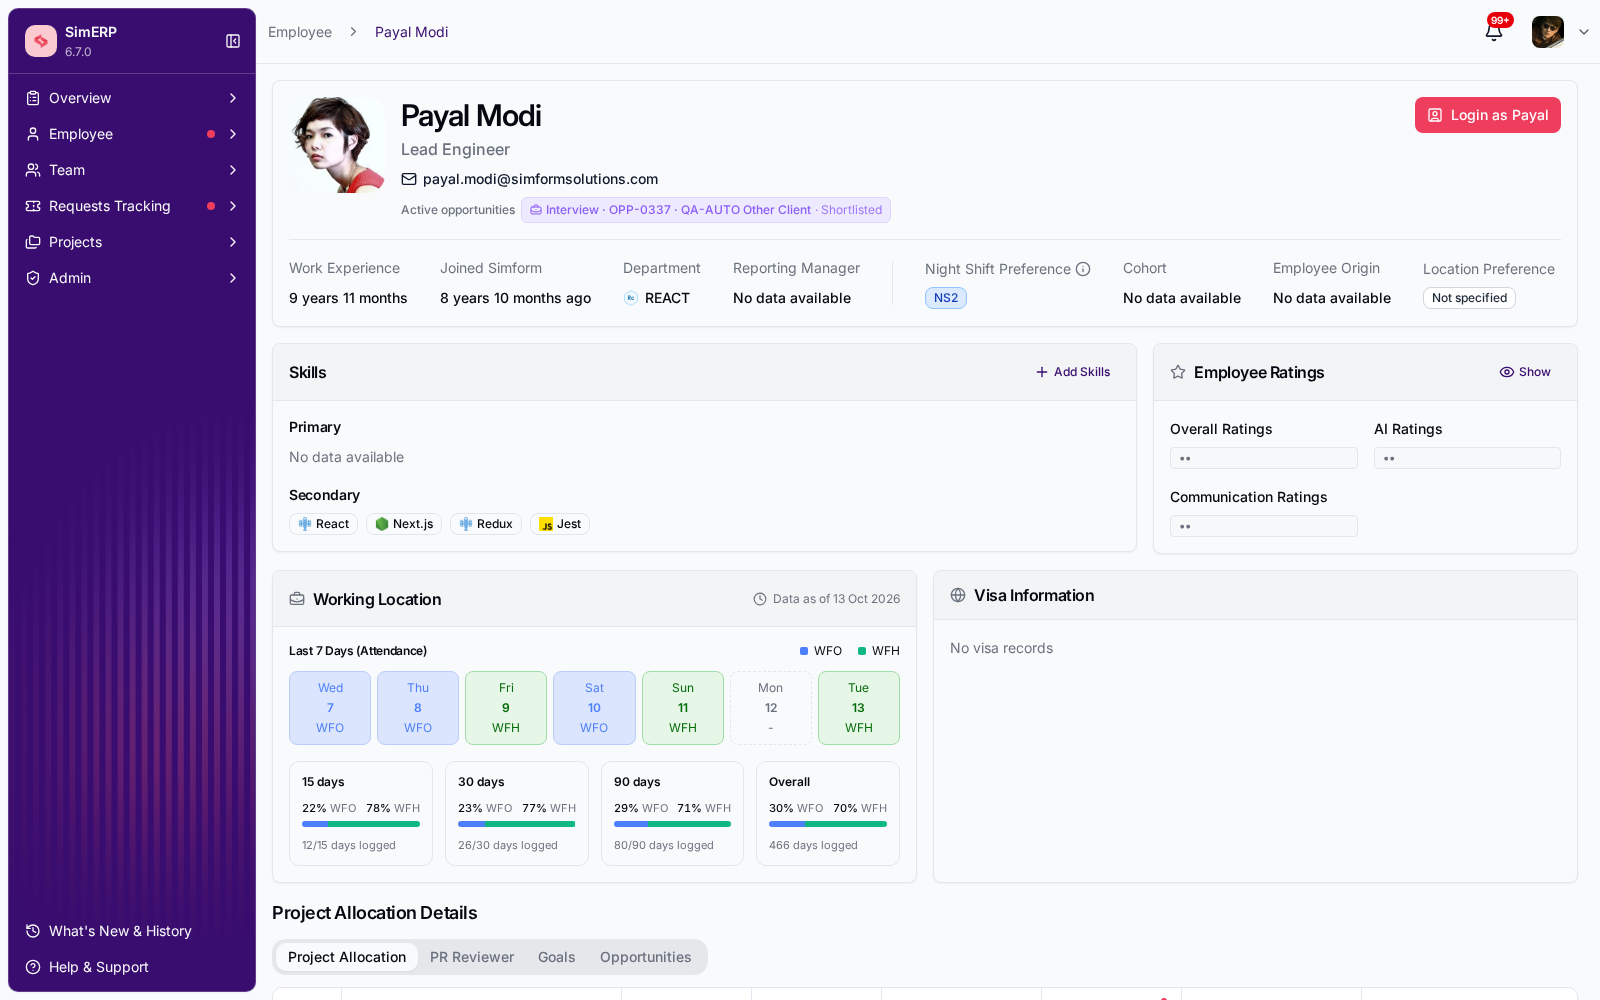 SimERP
6.7.0
Overview
Employee
Team
Requests Tracking
Projects
Admin
What's New & History
Help & Support
Employee > Payal Modi
99+
Payal Modi
Lead Engineer
payal.modi@simformsolutions.com
Active opportunities Interview · OPP-0337 · QA-AUTO Other Client · Shortlisted
Login as Payal
Work Experience Joined Simform Department Reporting Manager Night Shift Preference Cohort Employee Origin Location Preference
9 years 11 months 8 years 10 months ago REACT No data available NS2 No data available No data available Not specified
Skills
Add Skills
Primary
No data available
Secondary
React Next.js Redux Jest
Employee Ratings
Show
Overall Ratings AI Ratings
•• ••
Communication Ratings
••
Working Location
Data as of 13 Oct 2026
Last 7 Days (Attendance)
WFO WFH
Wed Thu Fri Sat Sun Mon Tue
7 8 9 10 11 12 13
WFO WFO WFH WFO WFH - WFH
15 days 30 days 90 days Overall
22% WFO 78% WFH 23% WFO 77% WFH 29% WFO 71% WFH 30% WFO 70% WFH
12/15 days logged 26/30 days logged 80/90 days logged 466 days logged
Visa Information
No visa records
Project Allocation Details
Project Allocation PR Reviewer Goals Opportunities